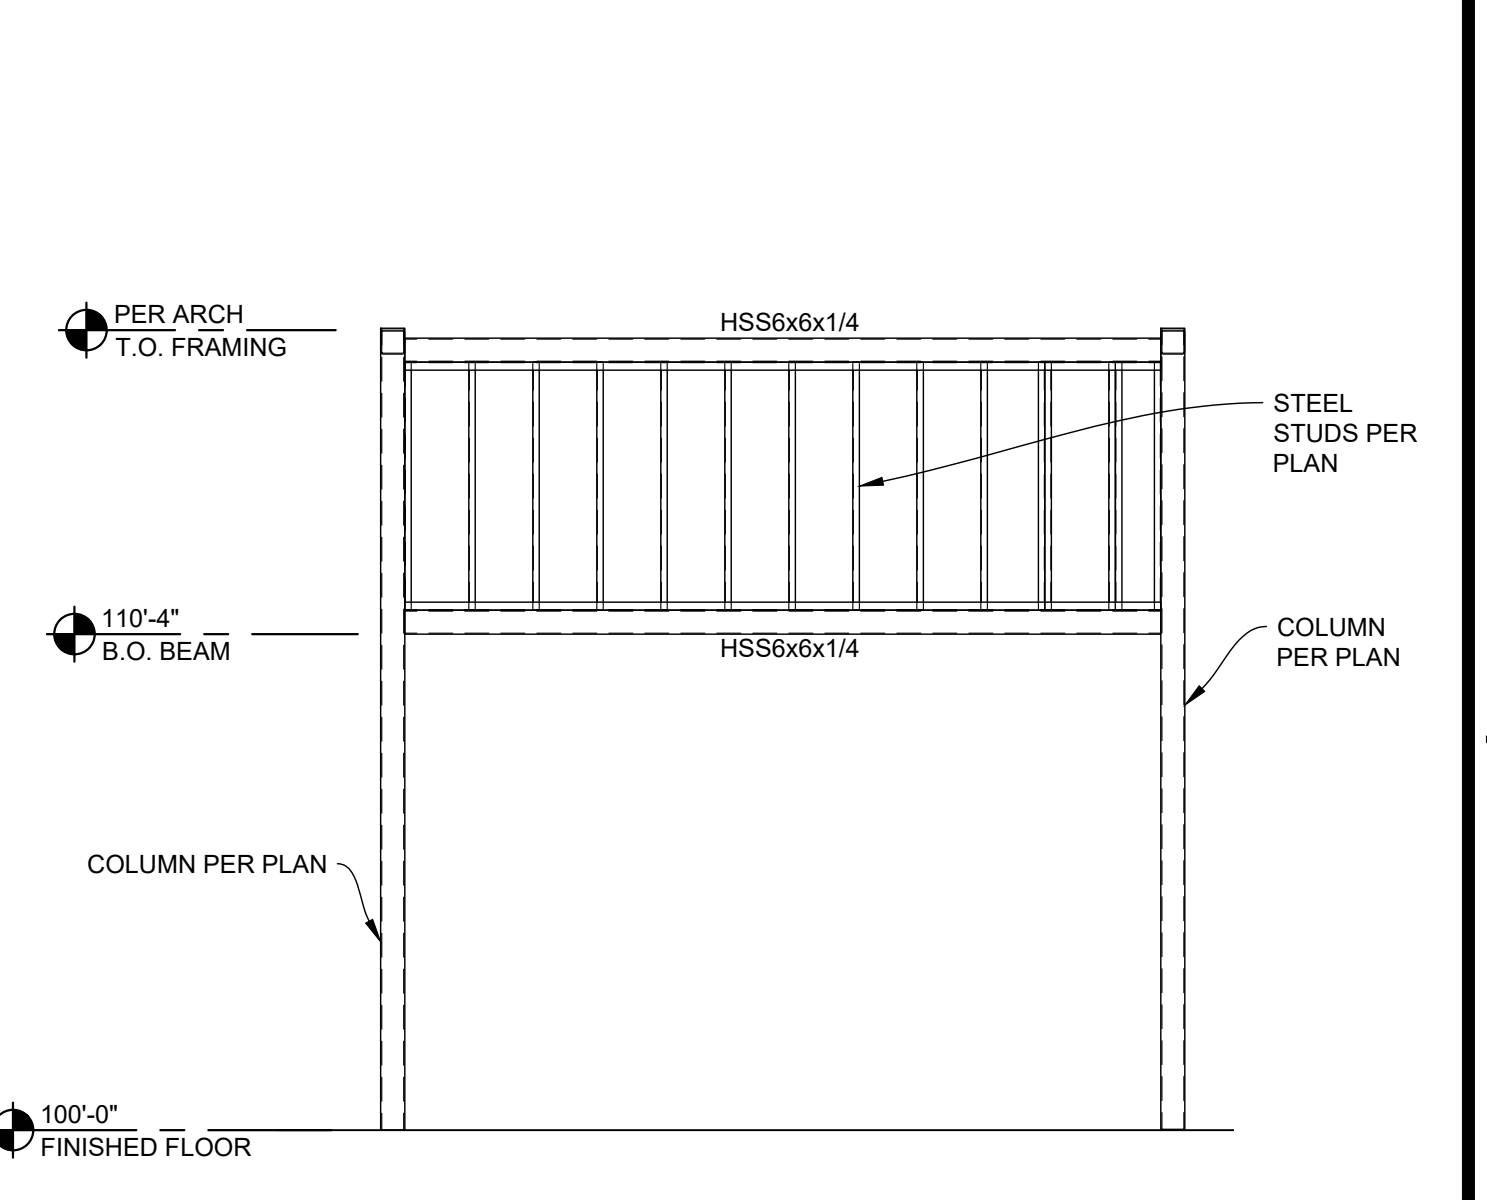 PER ARCH
T.O. FRAMING
HSS6x6x1/4
STEEL
STUDS PER
PLAN
110'-4"
B.O. BEAM
HSS6x6x1/4
COLUMN
PER PLAN
COLUMN PER PLAN
100'-0"
FINISHED FLOOR